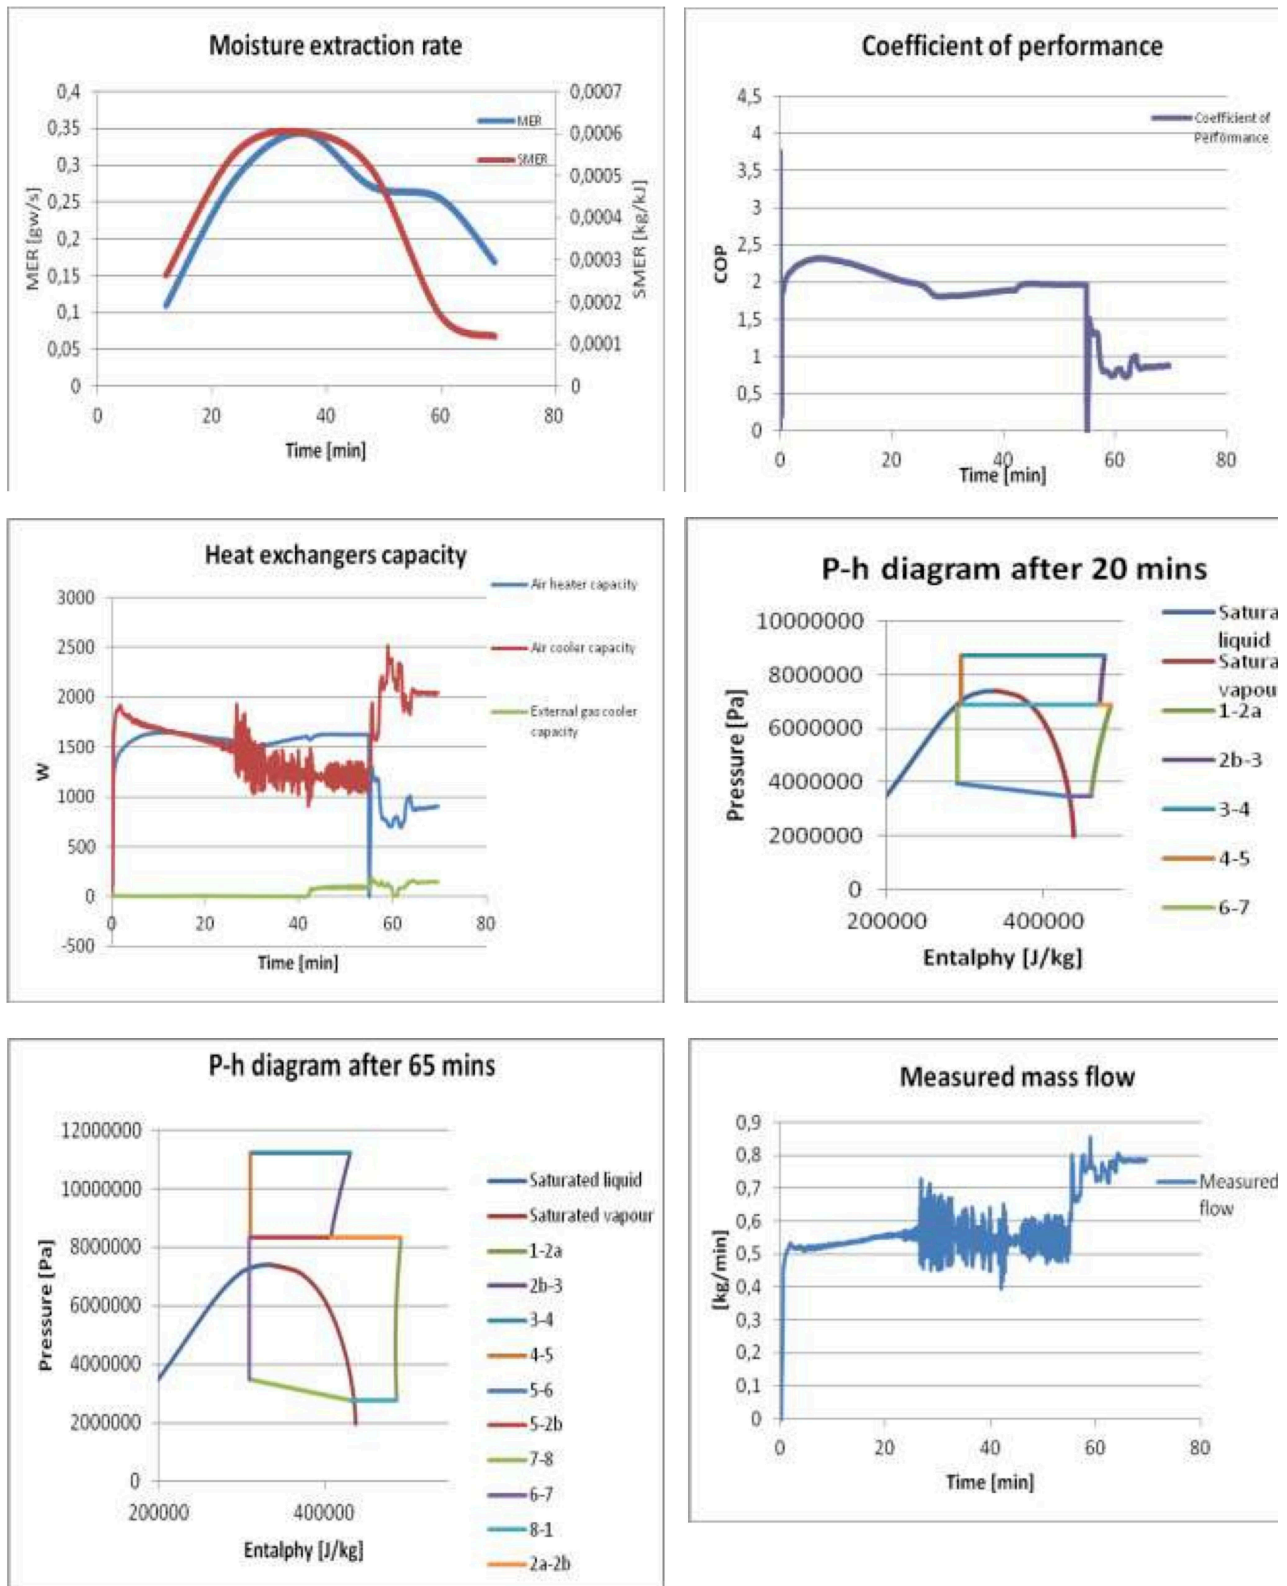 Moisture extraction rate
0,4
0,35
0,3
0,25
0,2
0,15
0,1
0,05
0
MER [gw/s]
0,0007
0,0006
0,0005
0,0004
0,0003
0,0002
0,0001
0
SMER [kg/kJ]
MER
SMER
0 20 40 60 80
Time [min]
Coefficient of performance
4,5
4
3,5
3
2,5
2
1,5
1
0,5
0
COP
Coefficient of
Performance
0 20 40 60 80
Time [min]
Heat exchangers capacity
3000
2500
2000
1500
1000
500
0
-500
W
Air heater capacity
Air cooler capacity
External gas cooler
capacity
0 20 40 60 80
Time [min]
P-h diagram after 20 mins
10000000
8000000
6000000
4000000
2000000
0
Pressure [Pa]
Satura
liquid
Satura
vapour
1-2a
2b-3
3-4
4-5
6-7
200000 400000
Entalphy [J/kg]
P-h diagram after 65 mins
12000000
10000000
8000000
6000000
4000000
2000000
0
Pressure [Pa]
Saturated liquid
Saturated vapour
1-2a
2b-3
3-4
4-5
5-6
5-2b
7-8
6-7
8-1
2a-2b
200000 400000
Entalphy [J/kg]
Measured mass flow
0,9
0,8
0,7
0,6
0,5
0,4
0,3
0,2
0,1
0
[kg/min]
Measured
flow
0 20 40 60 80
Time [min]